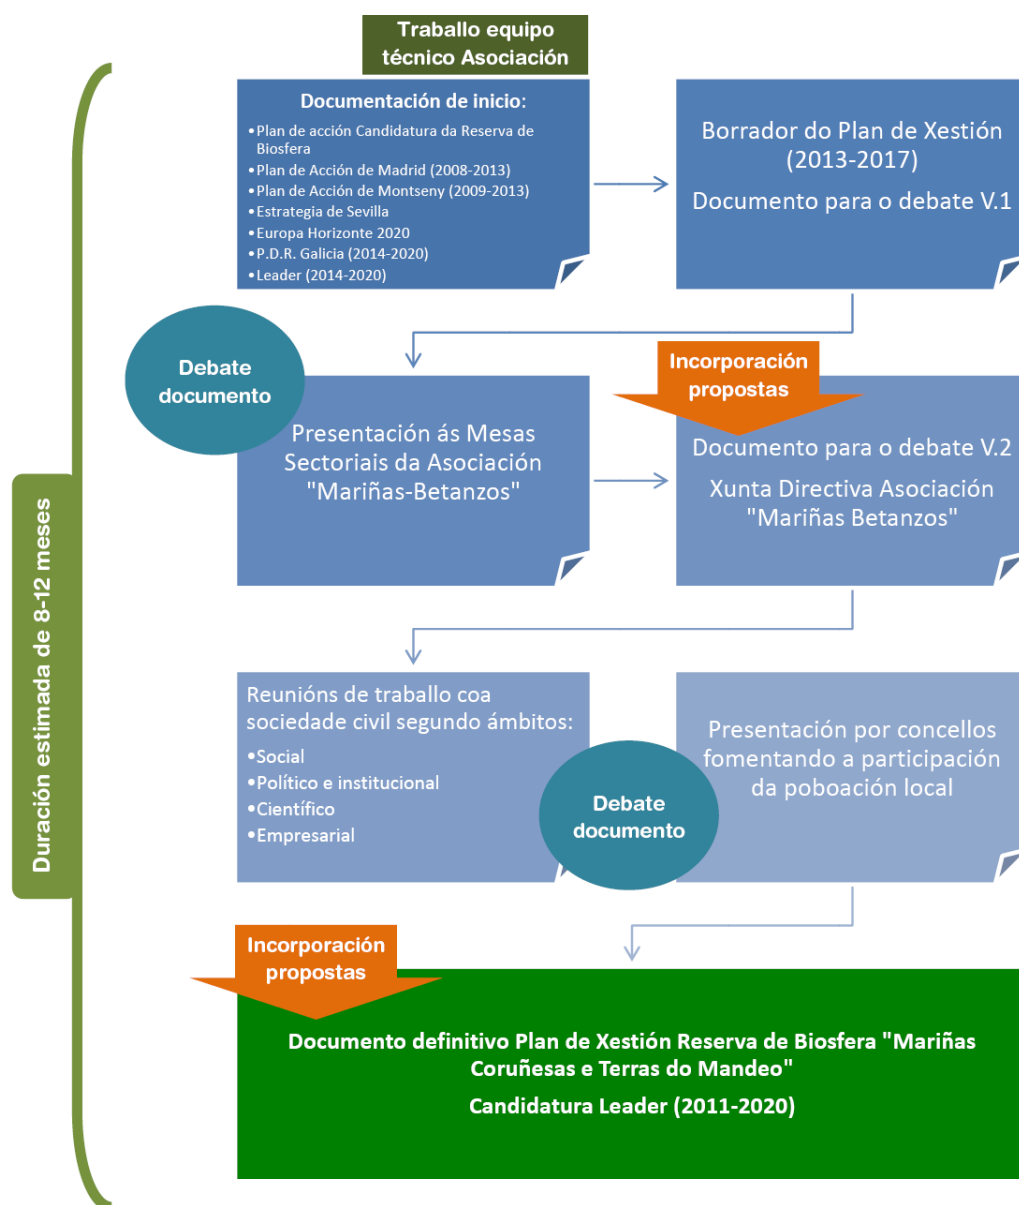 Traballo equipo
técnico Asociación
Documentación de inicio:
•Plan de acción Candidatura da Reserva de
Biosfera
•Plan de Acción de Madrid (2008-2013)
•Plan de Acción de Montseny (2009-2013)
•Estrategia de Sevilla
•Europa Horizonte 2020
•P.D.R. Galicia (2014-2020)
•Leader (2014-2020)
Borrador do Plan de Xestión
(2013-2017)
Documento para o debate V.1
Debate
documento
Presentación ás Mesas
Sectoriais da Asociación
"Mariñas-Betanzos"
Incorporación
propostas
Documento para o debate V.2
Xunta Directiva Asociación
"Mariñas Betanzos"
Duración estimada de 8-12 meses
Reunións de traballo coa
sociedade civil segundo ámbitos:
•Social
•Político e institucional
•Científico
•Empresarial
Debate
documento
Presentación por concellos
fomentando a participación
da poboación local
Incorporación
propostas
Documento definitivo Plan de Xestión Reserva de Biosfera "Mariñas
Coruñesas e Terras do Mandeo"
Candidatura Leader (2011-2020)